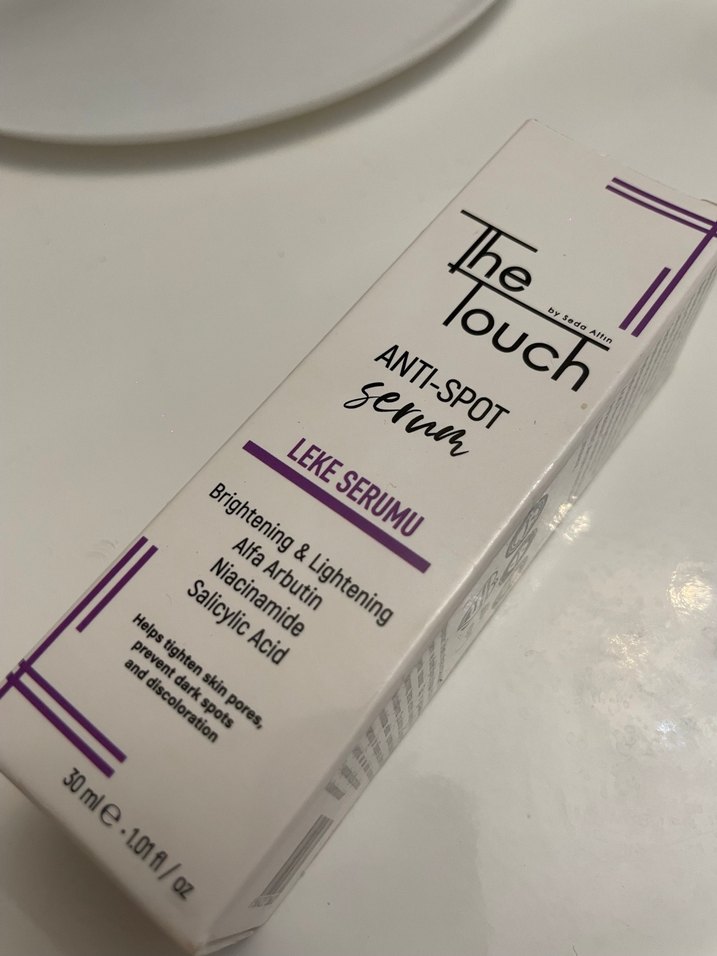 The
Touch
by Seda Altın
ANTI-SPOT
serum
LEKE SERUMU
Brightening & Lightening
Alfa Arbutin
Niacinamide
Salicylic Acid
Helps tighten skin pores,
prevent dark spots
and discoloration
30 ml ℮ · 1.01 fl / oz